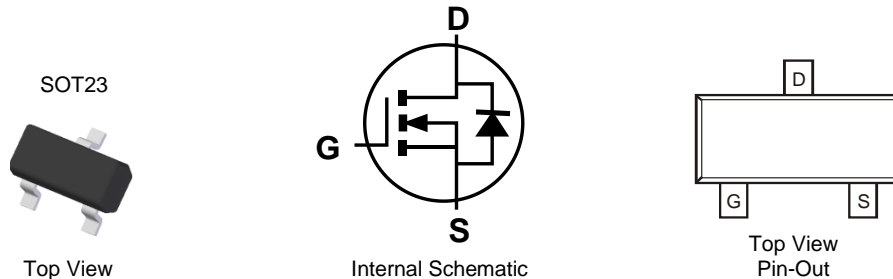 SOT23
Top View
D
G
S
Internal Schematic
D
G
S
Top View
Pin-Out